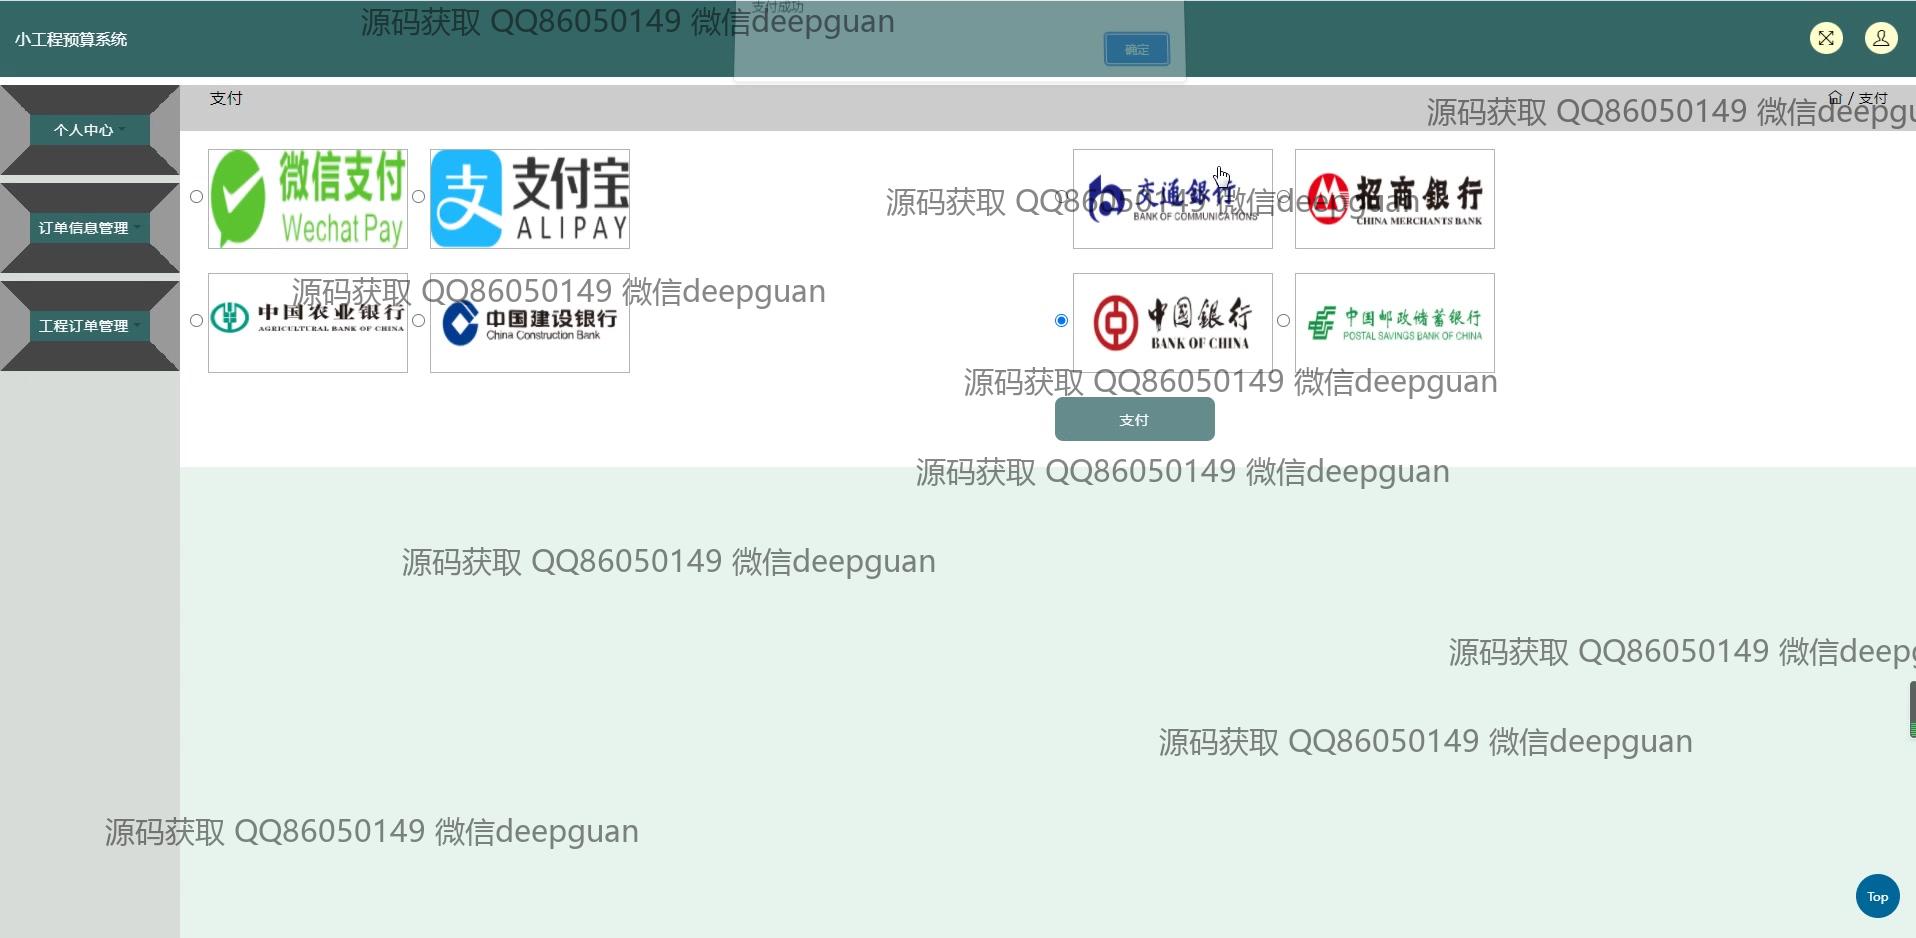 支付成功
源码获取 QQ86050149 微信deepguan
小工程预算系统
确定
支付
/ 支付
源码获取 QQ86050149 微信deepgu
个人中心
微信支付
Wechat Pay
支付宝
ALIPAY
交通銀行
BANK OF COMMUNICATIONS
招商银行
CHINA MERCHANTS BANK
源码获取 QQ86050149 微信deepguan
订单信息管理
源码获取 QQ86050149 微信deepguan
工程订单管理
中国农业银行
AGRICULTURAL BANK OF CHINA
中国建设银行
China Construction Bank
中國銀行
BANK OF CHINA
中国邮政储蓄银行
POSTAL SAVINGS BANK OF CHINA
源码获取 QQ86050149 微信deepguan
支付
源码获取 QQ86050149 微信deepguan
源码获取 QQ86050149 微信deepguan
源码获取 QQ86050149 微信deep
源码获取 QQ86050149 微信deepguan
源码获取 QQ86050149 微信deepguan
Top